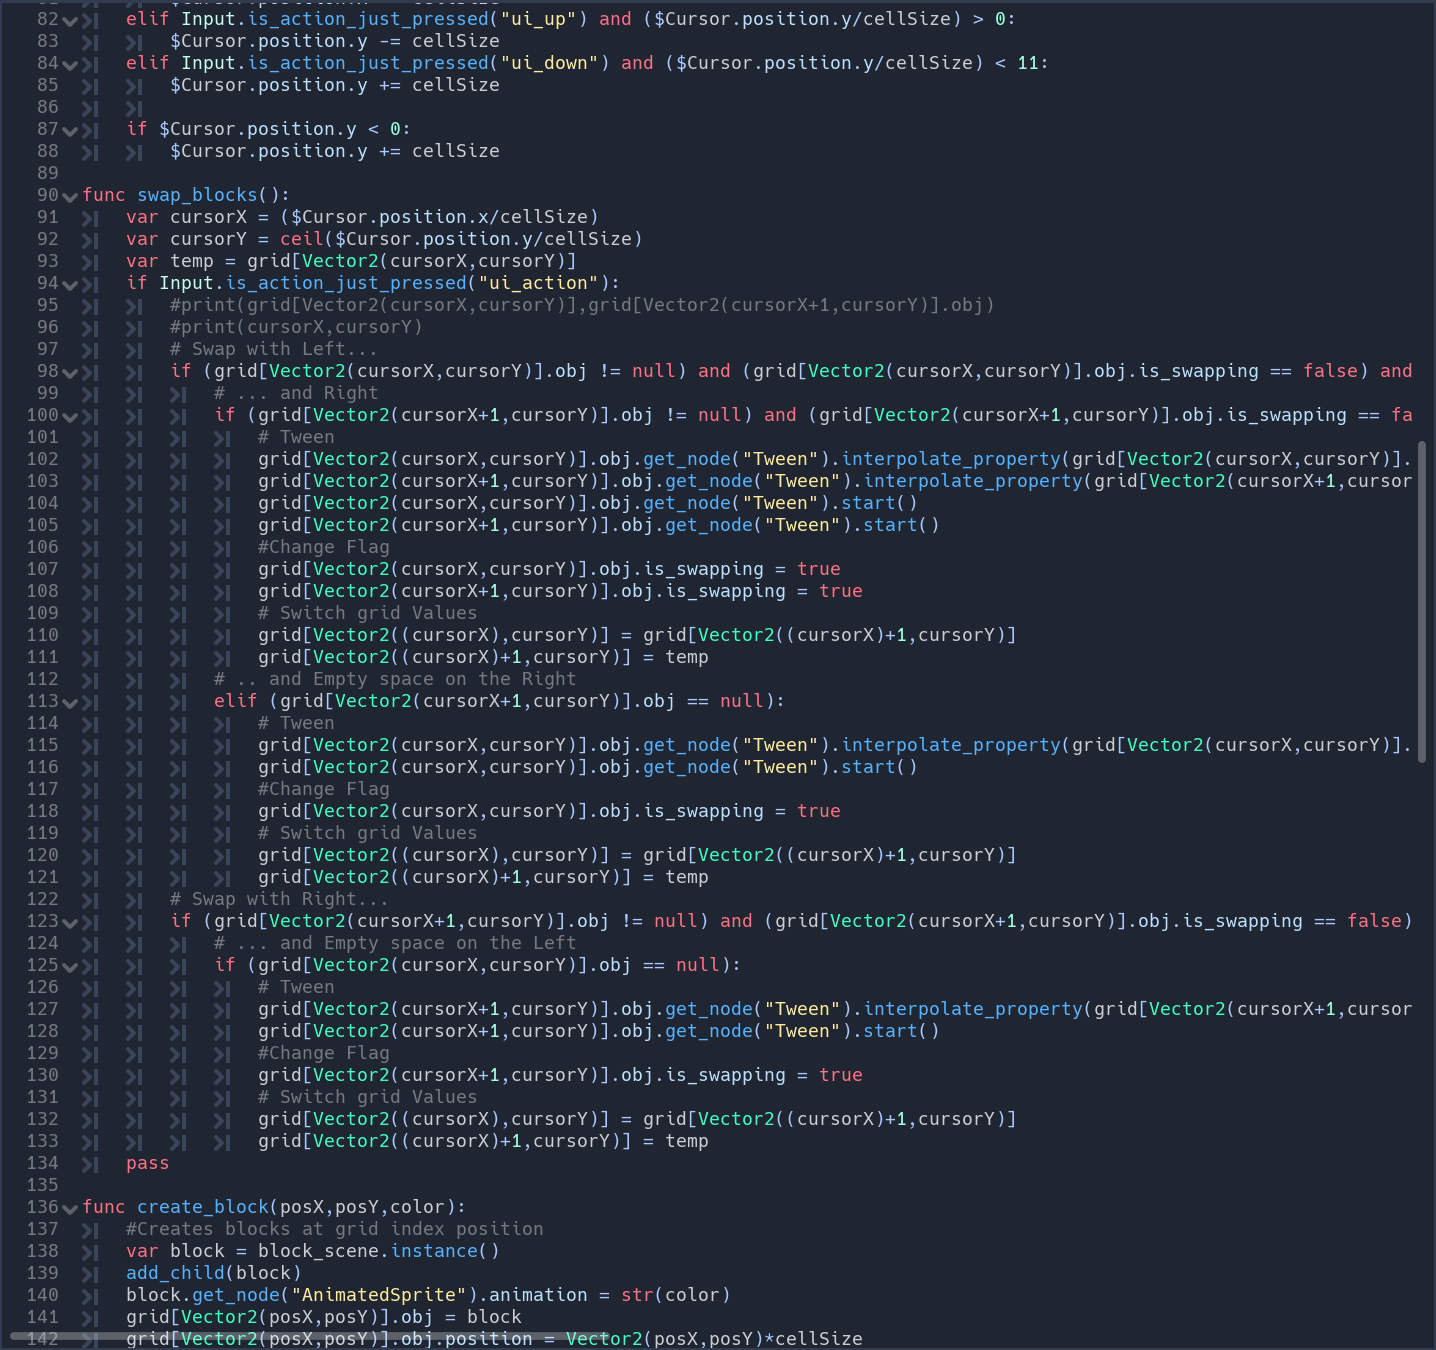 82 elif Input.is_action_just_pressed("ui_up") and ($Cursor.position.y/cellSize) > 0:
83 $Cursor.position.y -= cellSize
84 elif Input.is_action_just_pressed("ui_down") and ($Cursor.position.y/cellSize) < 11:
85 $Cursor.position.y += cellSize
86
87 if $Cursor.position.y < 0:
88 $Cursor.position.y += cellSize
89
90 func swap_blocks():
91 var cursorX = ($Cursor.position.x/cellSize)
92 var cursorY = ceil($Cursor.position.y/cellSize)
93 var temp = grid[Vector2(cursorX,cursorY)]
94 if Input.is_action_just_pressed("ui_action"):
95 #print(grid[Vector2(cursorX,cursorY)],grid[Vector2(cursorX+1,cursorY)].obj)
96 #print(cursorX,cursorY)
97 # Swap with Left...
98 if (grid[Vector2(cursorX,cursorY)].obj != null) and (grid[Vector2(cursorX,cursorY)].obj.is_swapping == false) and
99 # ... and Right
100 if (grid[Vector2(cursorX+1,cursorY)].obj != null) and (grid[Vector2(cursorX+1,cursorY)].obj.is_swapping == fa
101 # Tween
102 grid[Vector2(cursorX,cursorY)].obj.get_node("Tween").interpolate_property(grid[Vector2(cursorX,cursorY)].
103 grid[Vector2(cursorX+1,cursorY)].obj.get_node("Tween").interpolate_property(grid[Vector2(cursorX+1,cursor
104 grid[Vector2(cursorX,cursorY)].obj.get_node("Tween").start()
105 grid[Vector2(cursorX+1,cursorY)].obj.get_node("Tween").start()
106 #Change Flag
107 grid[Vector2(cursorX,cursorY)].obj.is_swapping = true
108 grid[Vector2(cursorX+1,cursorY)].obj.is_swapping = true
109 # Switch grid Values
110 grid[Vector2((cursorX),cursorY)] = grid[Vector2((cursorX)+1,cursorY)]
111 grid[Vector2((cursorX)+1,cursorY)] = temp
112 # .. and Empty space on the Right
113 elif (grid[Vector2(cursorX+1,cursorY)].obj == null):
114 # Tween
115 grid[Vector2(cursorX,cursorY)].obj.get_node("Tween").interpolate_property(grid[Vector2(cursorX,cursorY)].
116 grid[Vector2(cursorX,cursorY)].obj.get_node("Tween").start()
117 #Change Flag
118 grid[Vector2(cursorX,cursorY)].obj.is_swapping = true
119 # Switch grid Values
120 grid[Vector2((cursorX),cursorY)] = grid[Vector2((cursorX)+1,cursorY)]
121 grid[Vector2((cursorX)+1,cursorY)] = temp
122 # Swap with Right...
123 if (grid[Vector2(cursorX+1,cursorY)].obj != null) and (grid[Vector2(cursorX+1,cursorY)].obj.is_swapping == false)
124 # ... and Empty space on the Left
125 if (grid[Vector2(cursorX,cursorY)].obj == null):
126 # Tween
127 grid[Vector2(cursorX+1,cursorY)].obj.get_node("Tween").interpolate_property(grid[Vector2(cursorX+1,cursor
128 grid[Vector2(cursorX+1,cursorY)].obj.get_node("Tween").start()
129 #Change Flag
130 grid[Vector2(cursorX+1,cursorY)].obj.is_swapping = true
131 # Switch grid Values
132 grid[Vector2((cursorX),cursorY)] = grid[Vector2((cursorX)+1,cursorY)]
133 grid[Vector2((cursorX)+1,cursorY)] = temp
134 pass
135
136 func create_block(posX,posY,color):
137 #Creates blocks at grid index position
138 var block = block_scene.instance()
139 add_child(block)
140 block.get_node("AnimatedSprite").animation = str(color)
141 grid[Vector2(posX,posY)].obj = block
142 grid[Vector2(posX,posY)].obj.position = Vector2(posX,posY)*cellSize